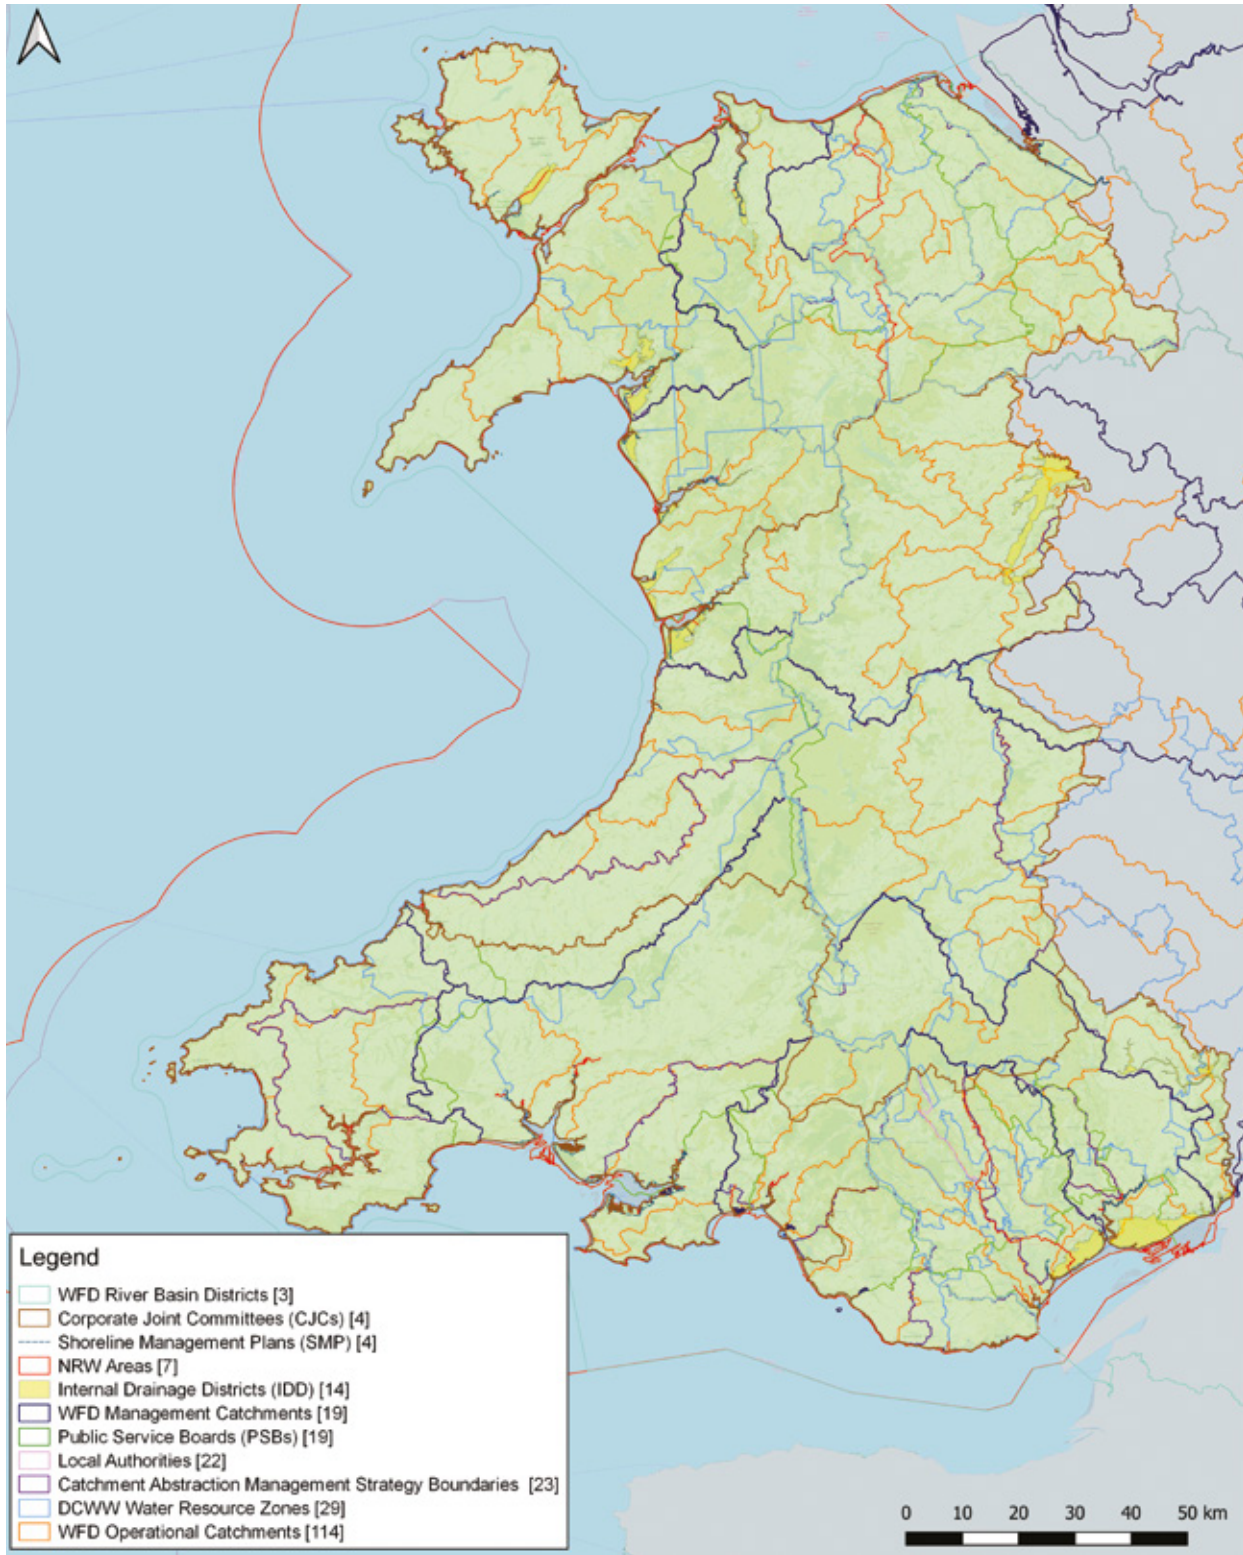 Legend
WFD River Basin Districts [3]
Corporate Joint Committees (CJCs) [4]
Shoreline Management Plans (SMP) [4]
NRW Areas [7]
Internal Drainage Districts (IDD) [14]
WFD Management Catchments [19]
Public Service Boards (PSBs) [19]
Local Authorities [22]
Catchment Abstraction Management Strategy Boundaries [23]
DCWW Water Resource Zones [29]
WFD Operational Catchments [114]
0 10 20 30 40 50 km